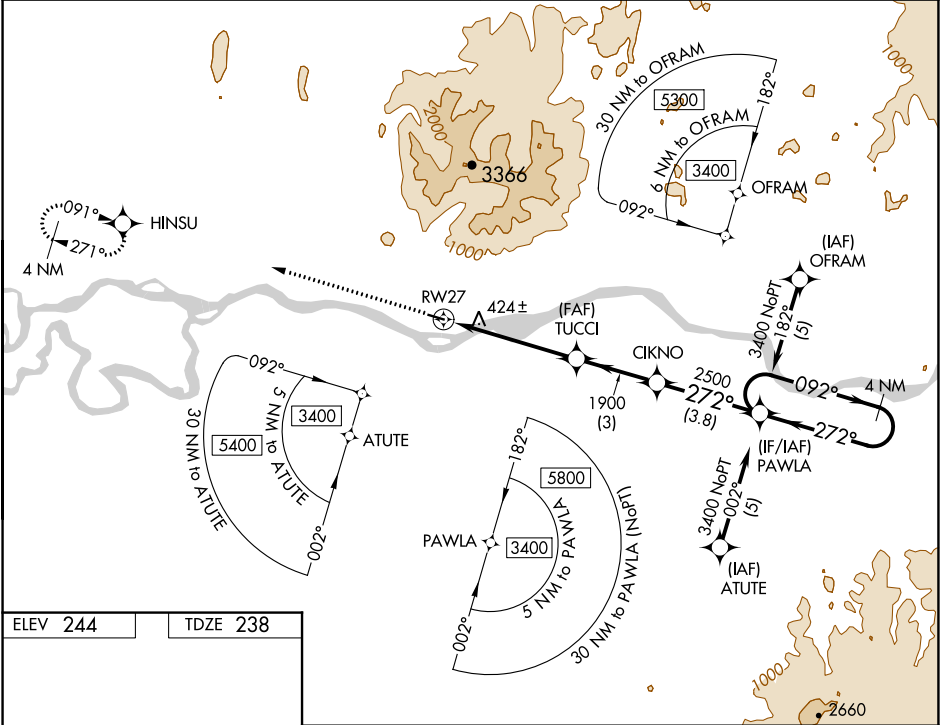 1000
30 NM to OFRAM
5300
6 NM to OFRAM
3400
182°
092°
OFRAM
2000
3366
1000
091°
271°
HINSU
4 NM
RW27
424±
(FAF)
TUCCI
CIKNO
1900
(3)
2500
272°
(3.8)
(IAF)
OFRAM
3400 NoPT
182°
(5)
092°
4 NM
272°
(IF/IAF)
PAWLA
3400 NoPT
002°
(5)
(IAF)
ATUTE
092°
3400
5 NM to ATUTE
5400
30 NM to ATUTE
ATUTE
002°
182°
5800
PAWLA
3400
5 NM to PAWLA
30 NM to PAWLA (NoPT)
002°
1000
2660
ELEV 244
TDZE 238